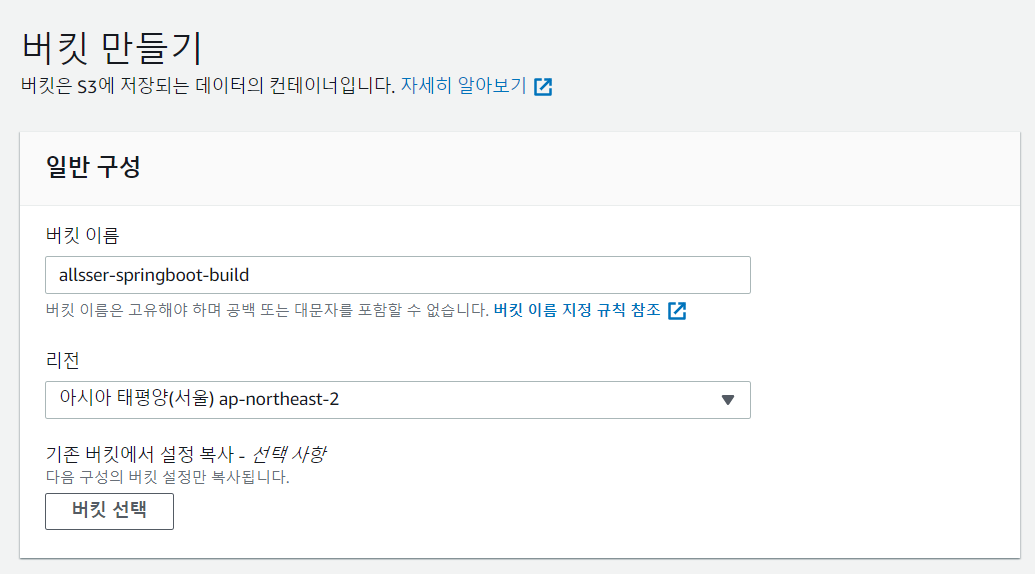 버킷 만들기
버킷은 S3에 저장되는 데이터의 컨테이너입니다. 자세히 알아보기
일반 구성
버킷 이름
allsser-springboot-build
버킷 이름은 고유해야 하며 공백 또는 대문자를 포함할 수 없습니다. 버킷 이름 지정 규칙 참조
리전
아시아 태평양(서울) ap-northeast-2
기존 버킷에서 설정 복사 - 선택 사항
다음 구성의 버킷 설정만 복사됩니다.
버킷 선택